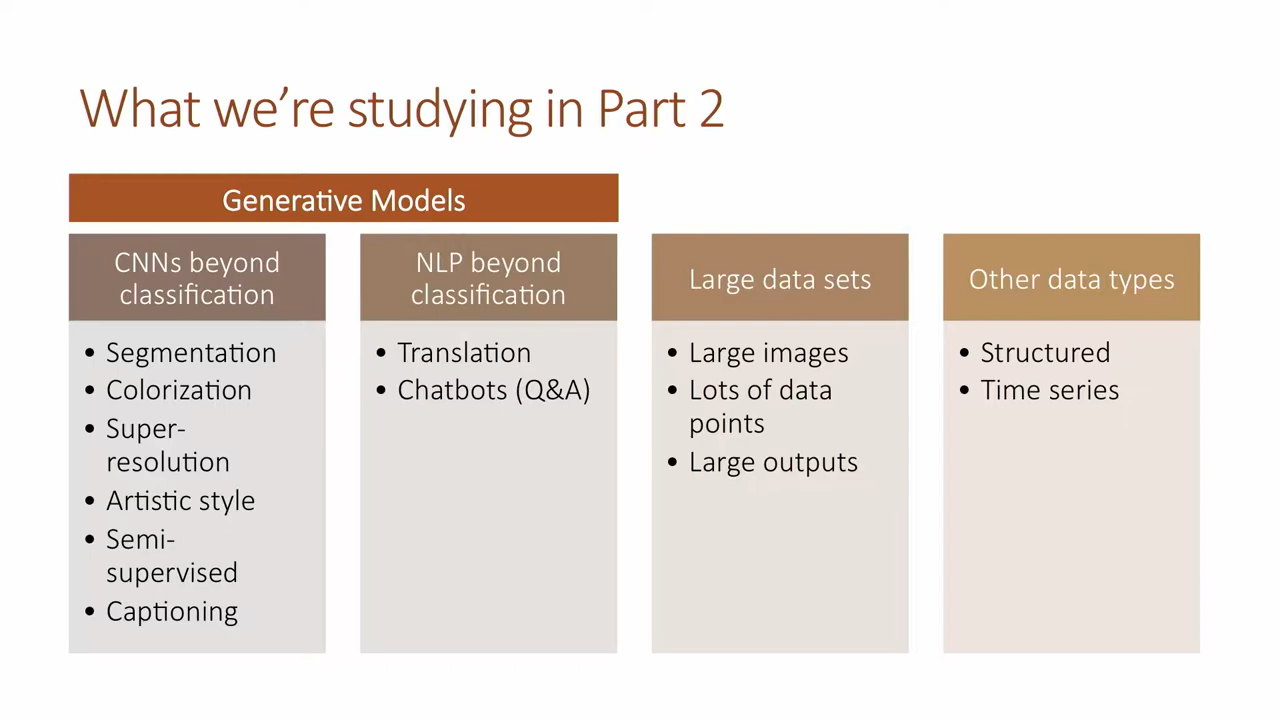 What we’re studying in Part 2
Generative Models
CNNs beyond
classification
• Segmentation
• Colorization
• Super-
resolution
• Artistic style
• Semi-
supervised
• Captioning
NLP beyond
classification
• Translation
• Chatbots (Q&A)
Large data sets
• Large images
• Lots of data
points
• Large outputs
Other data types
• Structured
• Time series